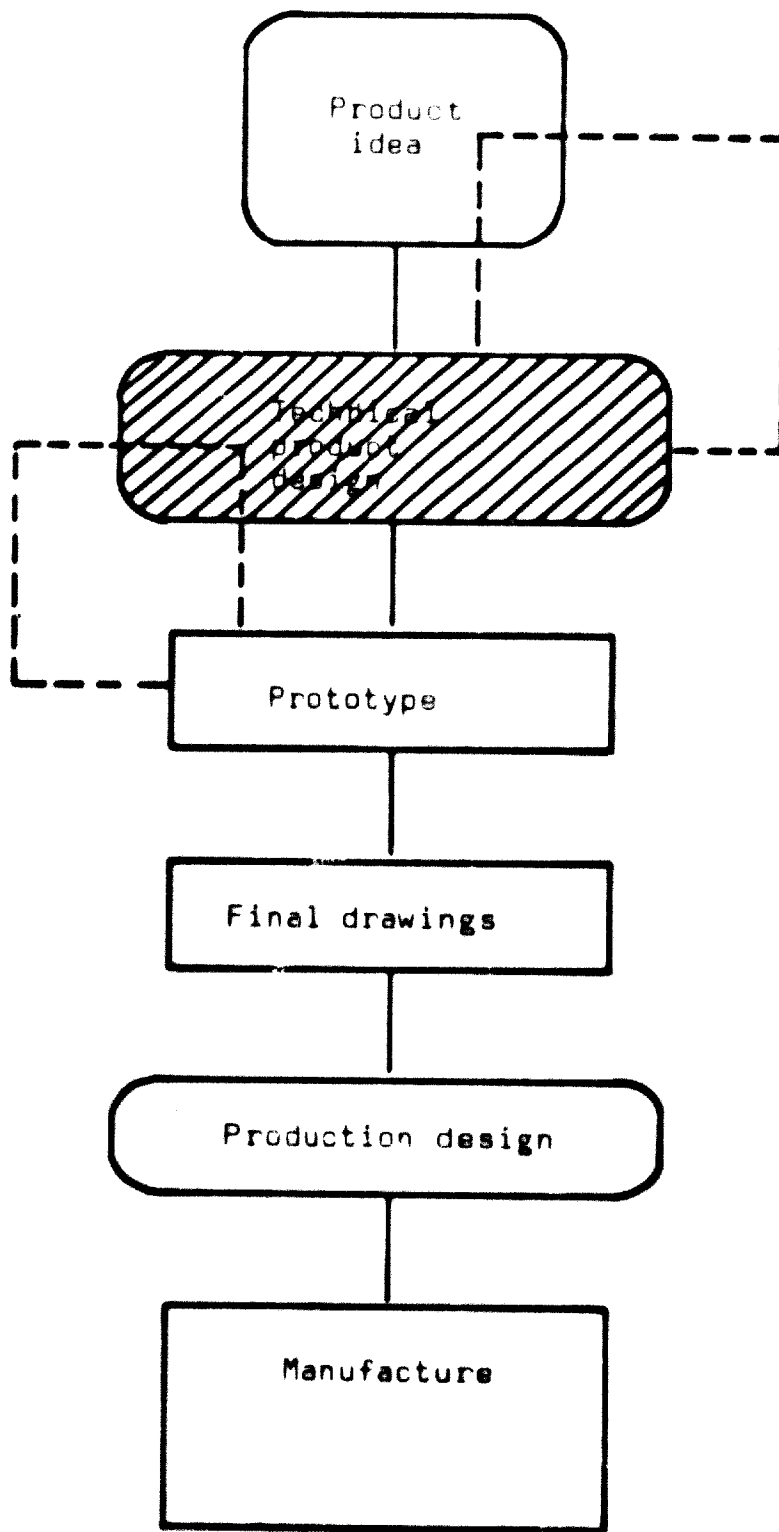 Product
idea
Technical
product
design
Prototype
Final drawings
Production design
Manufacture